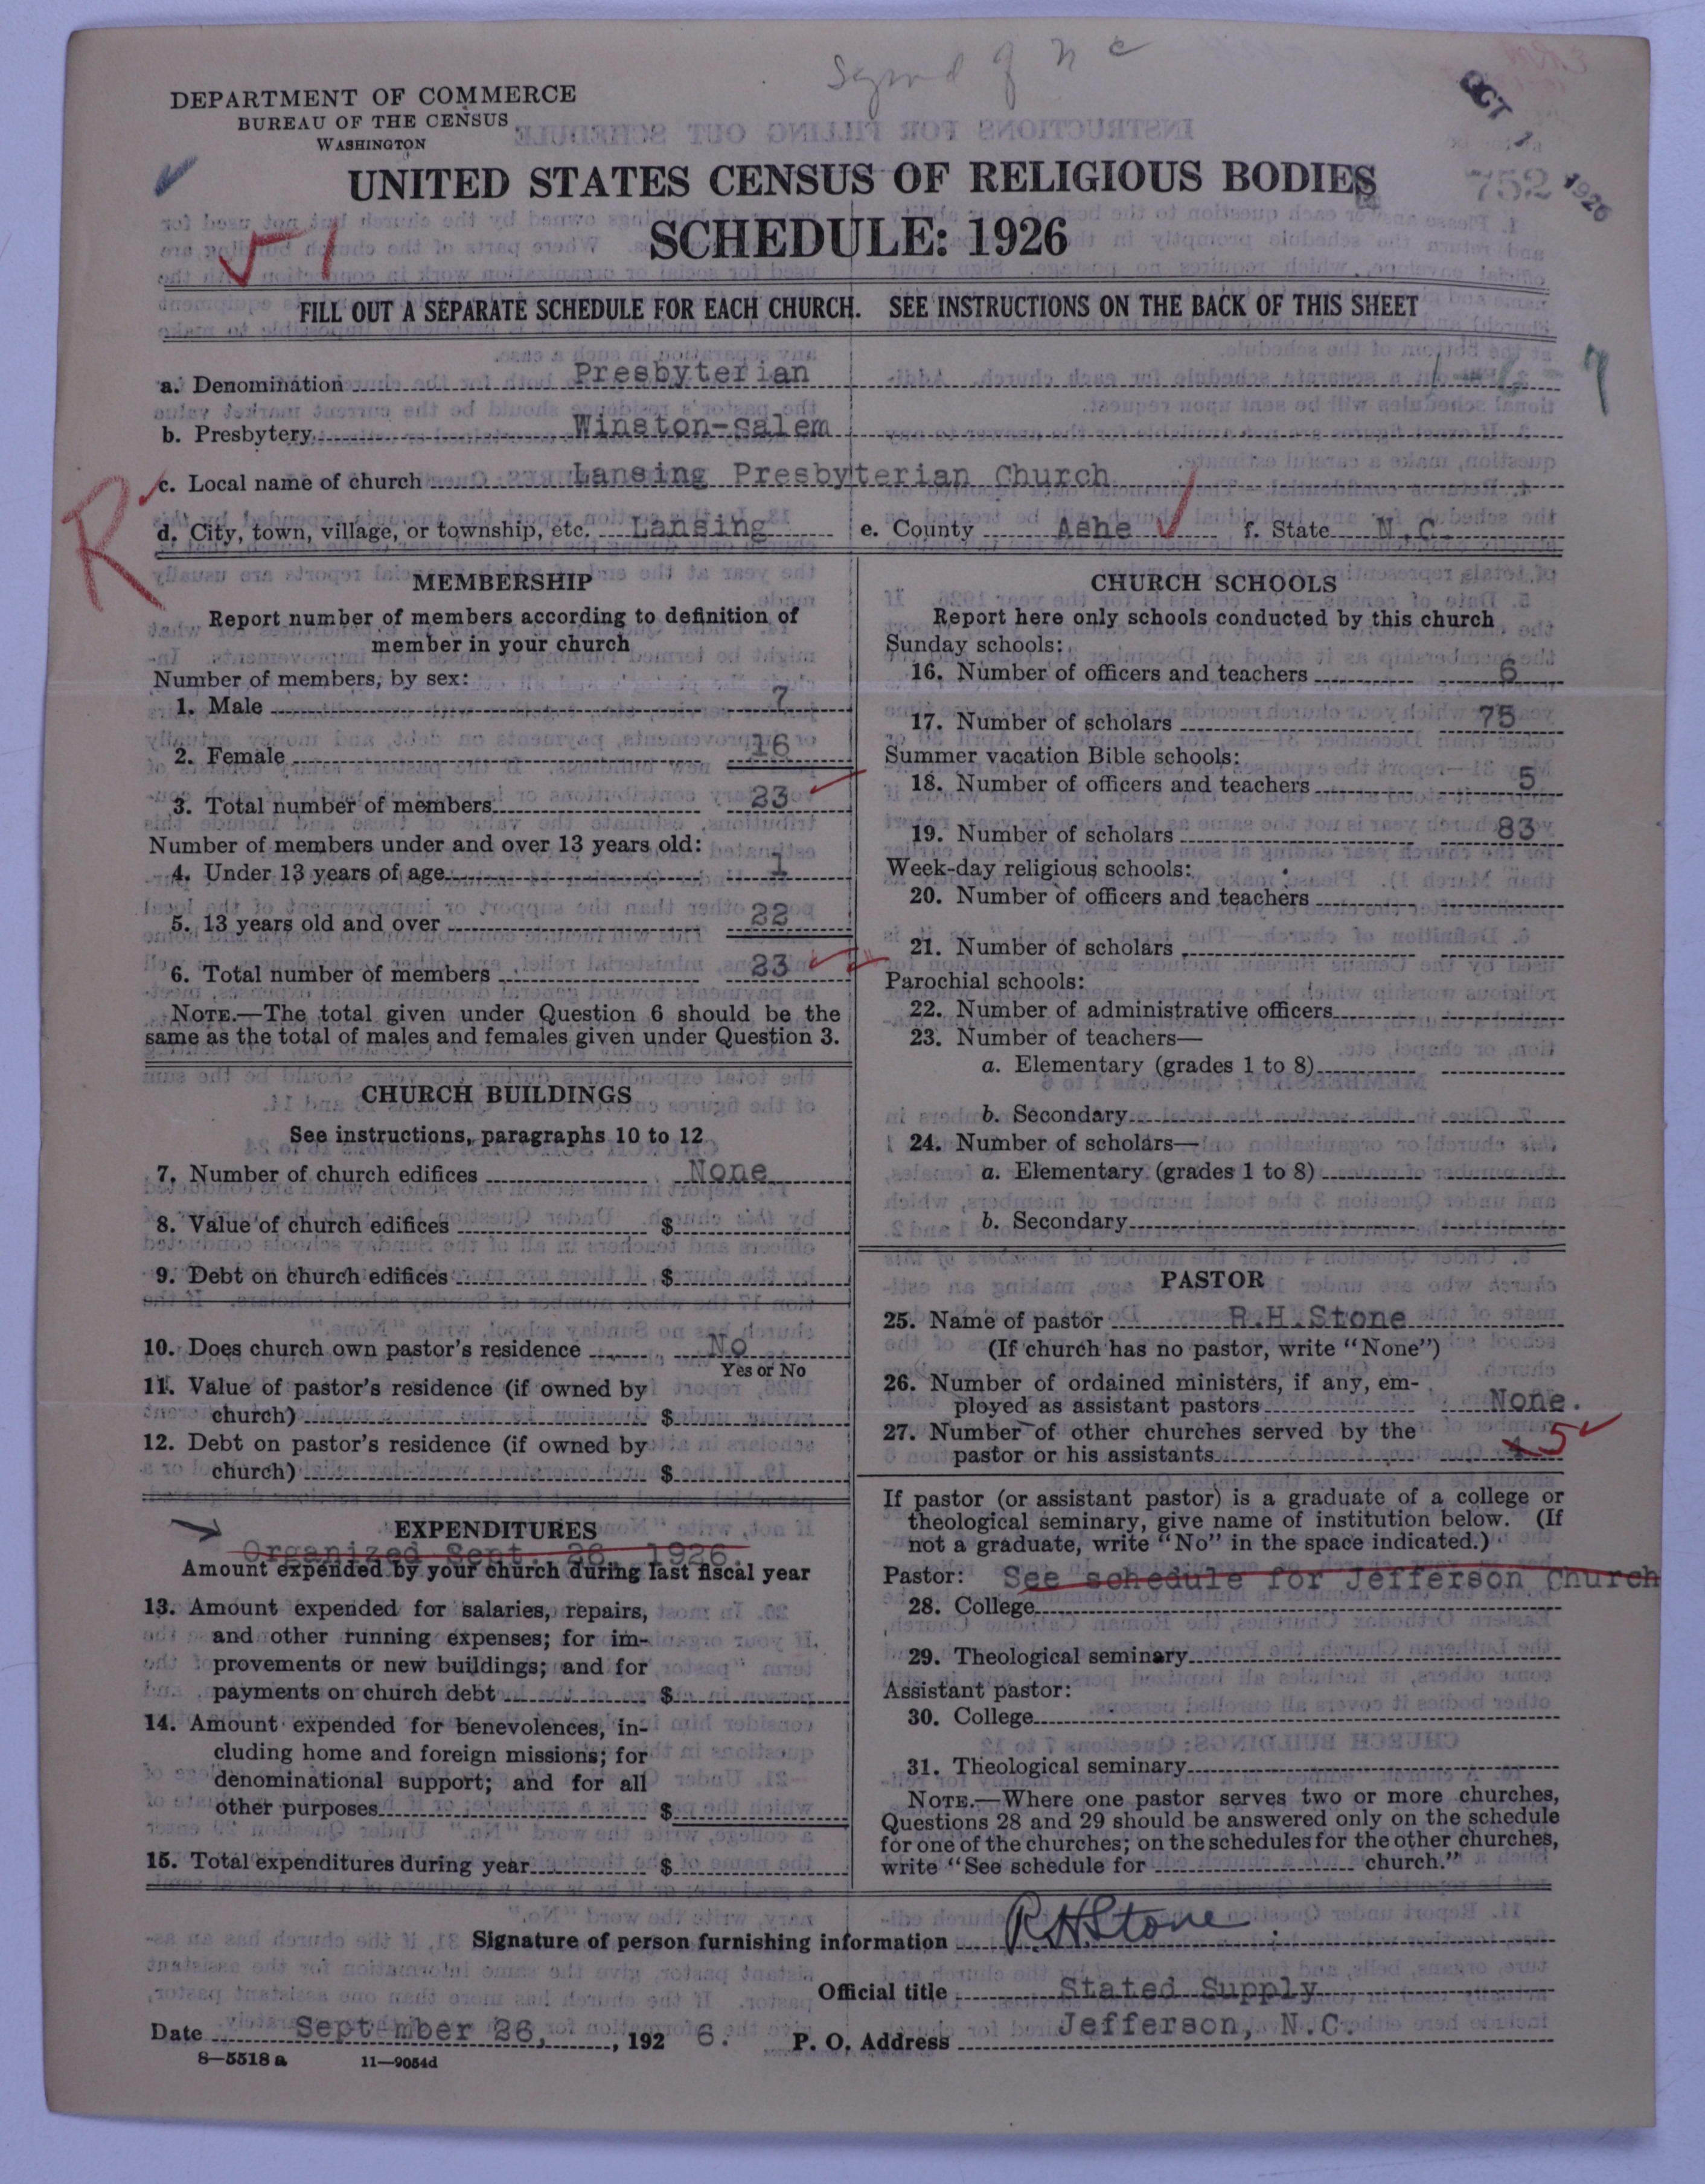 Synod of N C
DEPARTMENT OF COMMERCE
BUREAU OF THE CENSUS
WASHINGTON
OCT 1 1926
752
UNITED STATES CENSUS OF RELIGIOUS BODIES
SCHEDULE: 1926
51
FILL OUT A SEPARATE SCHEDULE FOR EACH CHURCH. SEE INSTRUCTIONS ON THE BACK OF THIS SHEET
a. Denomination Presbyterian
b. Presbytery Winston-Salem
c. Local name of church Lansing Presbyterian Church
R
d. City, town, village, or township, etc. Lansing e. County Ashe f. State N.C.
MEMBERSHIP
Report number of members according to definition of
member in your church
Number of members, by sex:
1. Male 7
2. Female 16
3. Total number of members 23
Number of members under and over 13 years old:
4. Under 13 years of age 1
5. 13 years old and over 22
6. Total number of members 23
NOTE.—The total given under Question 6 should be the
same as the total of males and females given under Question 3.
CHURCH BUILDINGS
See instructions, paragraphs 10 to 12
7. Number of church edifices None
8. Value of church edifices $
9. Debt on church edifices $
10. Does church own pastor's residence No
Yes or No
11. Value of pastor's residence (if owned by
church) $
12. Debt on pastor's residence (if owned by
church) $
EXPENDITURES
Organized Sept. 26, 1926.
Amount expended by your church during last fiscal year
13. Amount expended for salaries, repairs,
and other running expenses; for im-
provements or new buildings; and for
payments on church debt $
14. Amount expended for benevolences, in-
cluding home and foreign missions; for
denominational support; and for all
other purposes $
15. Total expenditures during year $
CHURCH SCHOOLS
Report here only schools conducted by this church
Sunday schools:
16. Number of officers and teachers 6
17. Number of scholars 75
Summer vacation Bible schools:
18. Number of officers and teachers 5
19. Number of scholars 83
Week-day religious schools:
20. Number of officers and teachers
21. Number of scholars
Parochial schools:
22. Number of administrative officers
23. Number of teachers—
a. Elementary (grades 1 to 8)
b. Secondary
24. Number of scholars—
a. Elementary (grades 1 to 8)
b. Secondary
PASTOR
25. Name of pastor R.H.Stone
(If church has no pastor, write "None")
26. Number of ordained ministers, if any, em-
ployed as assistant pastors None.
27. Number of other churches served by the
pastor or his assistants 4 5
If pastor (or assistant pastor) is a graduate of a college or
theological seminary, give name of institution below. (If
not a graduate, write "No" in the space indicated.)
Pastor: See schedule for Jefferson Church
28. College
29. Theological seminary
Assistant pastor:
30. College
31. Theological seminary
NOTE.—Where one pastor serves two or more churches,
Questions 28 and 29 should be answered only on the schedule
for one of the churches; on the schedules for the other churches,
write "See schedule for church."
Signature of person furnishing information R H Stone
Official title Stated Supply
Date Sept mber 26, 192 6. P. O. Address Jefferson, N.C.
8—5518 a 11—9054d